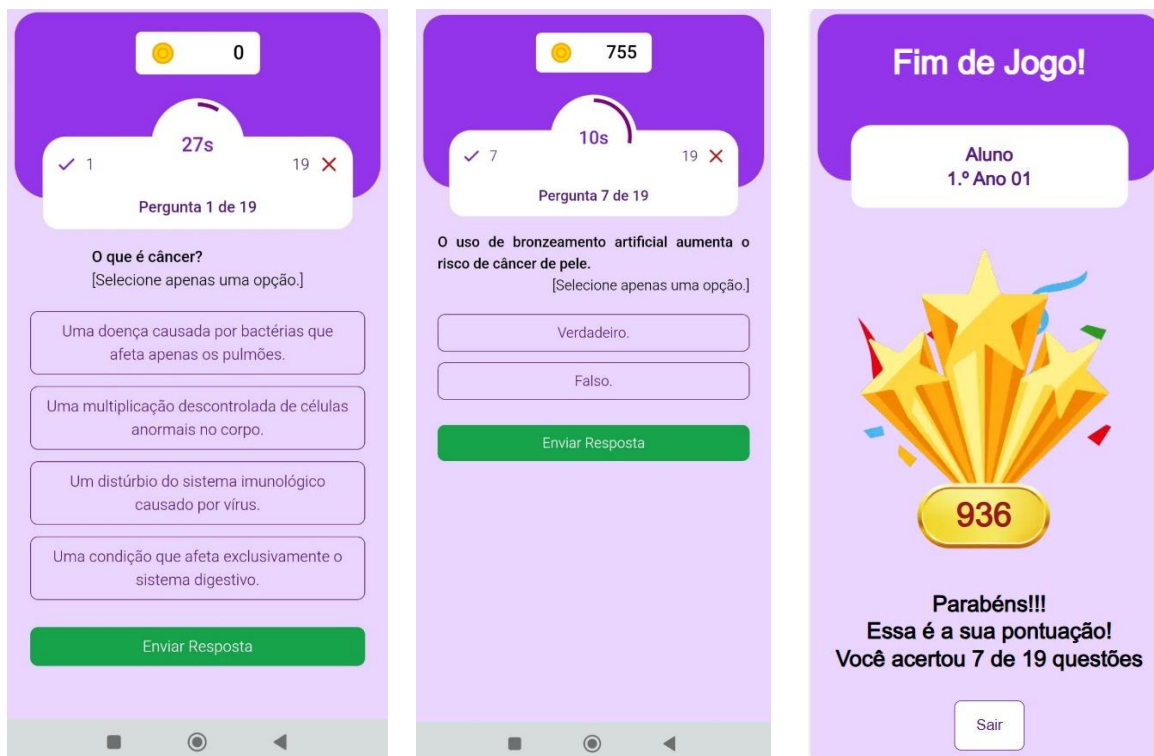 0
27s
1
19
Pergunta 1 de 19
O que é câncer?
[Selecione apenas uma opção.]
Uma doença causada por bactérias que
afeta apenas os pulmões.
Uma multiplicação descontrolada de células
anormais no corpo.
Um distúrbio do sistema imunológico
causado por vírus.
Uma condição que afeta exclusivamente o
sistema digestivo.
Enviar Resposta
755
10s
7
19
Pergunta 7 de 19
O uso de bronzeamento artificial aumenta o
risco de câncer de pele.
[Selecione apenas uma opção.]
Verdadeiro.
Falso.
Enviar Resposta
Fim de Jogo!
Aluno
1.º Ano 01
936
Parabéns!!!
Essa é a sua pontuação!
Você acertou 7 de 19 questões
Sair